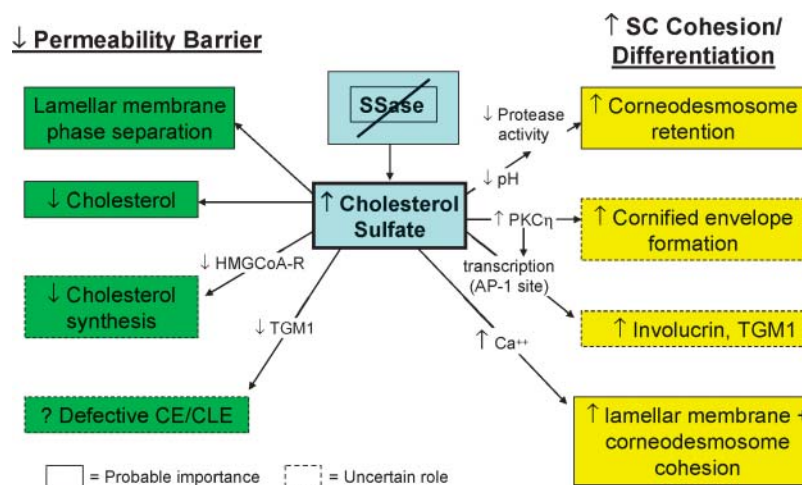 ↓ Permeability Barrier
↑ SC Cohesion/
Differentiation
Lamellar membrane
phase separation
SSase
↓ Protease
activity
↑ Corneodesmosome
retention
↓ pH
↓ Cholesterol
↑ Cholesterol
Sulfate
↑ PKCη
↑ Cornified envelope
formation
↓ HMGCoA-R
transcription
(AP-1 site)
↓ Cholesterol
synthesis
↓ TGM1
↑ Ca++
↑ Involucrin, TGM1
? Defective CE/CLE
↑ lamellar membrane +
corneodesmosome
cohesion
= Probable importance
= Uncertain role